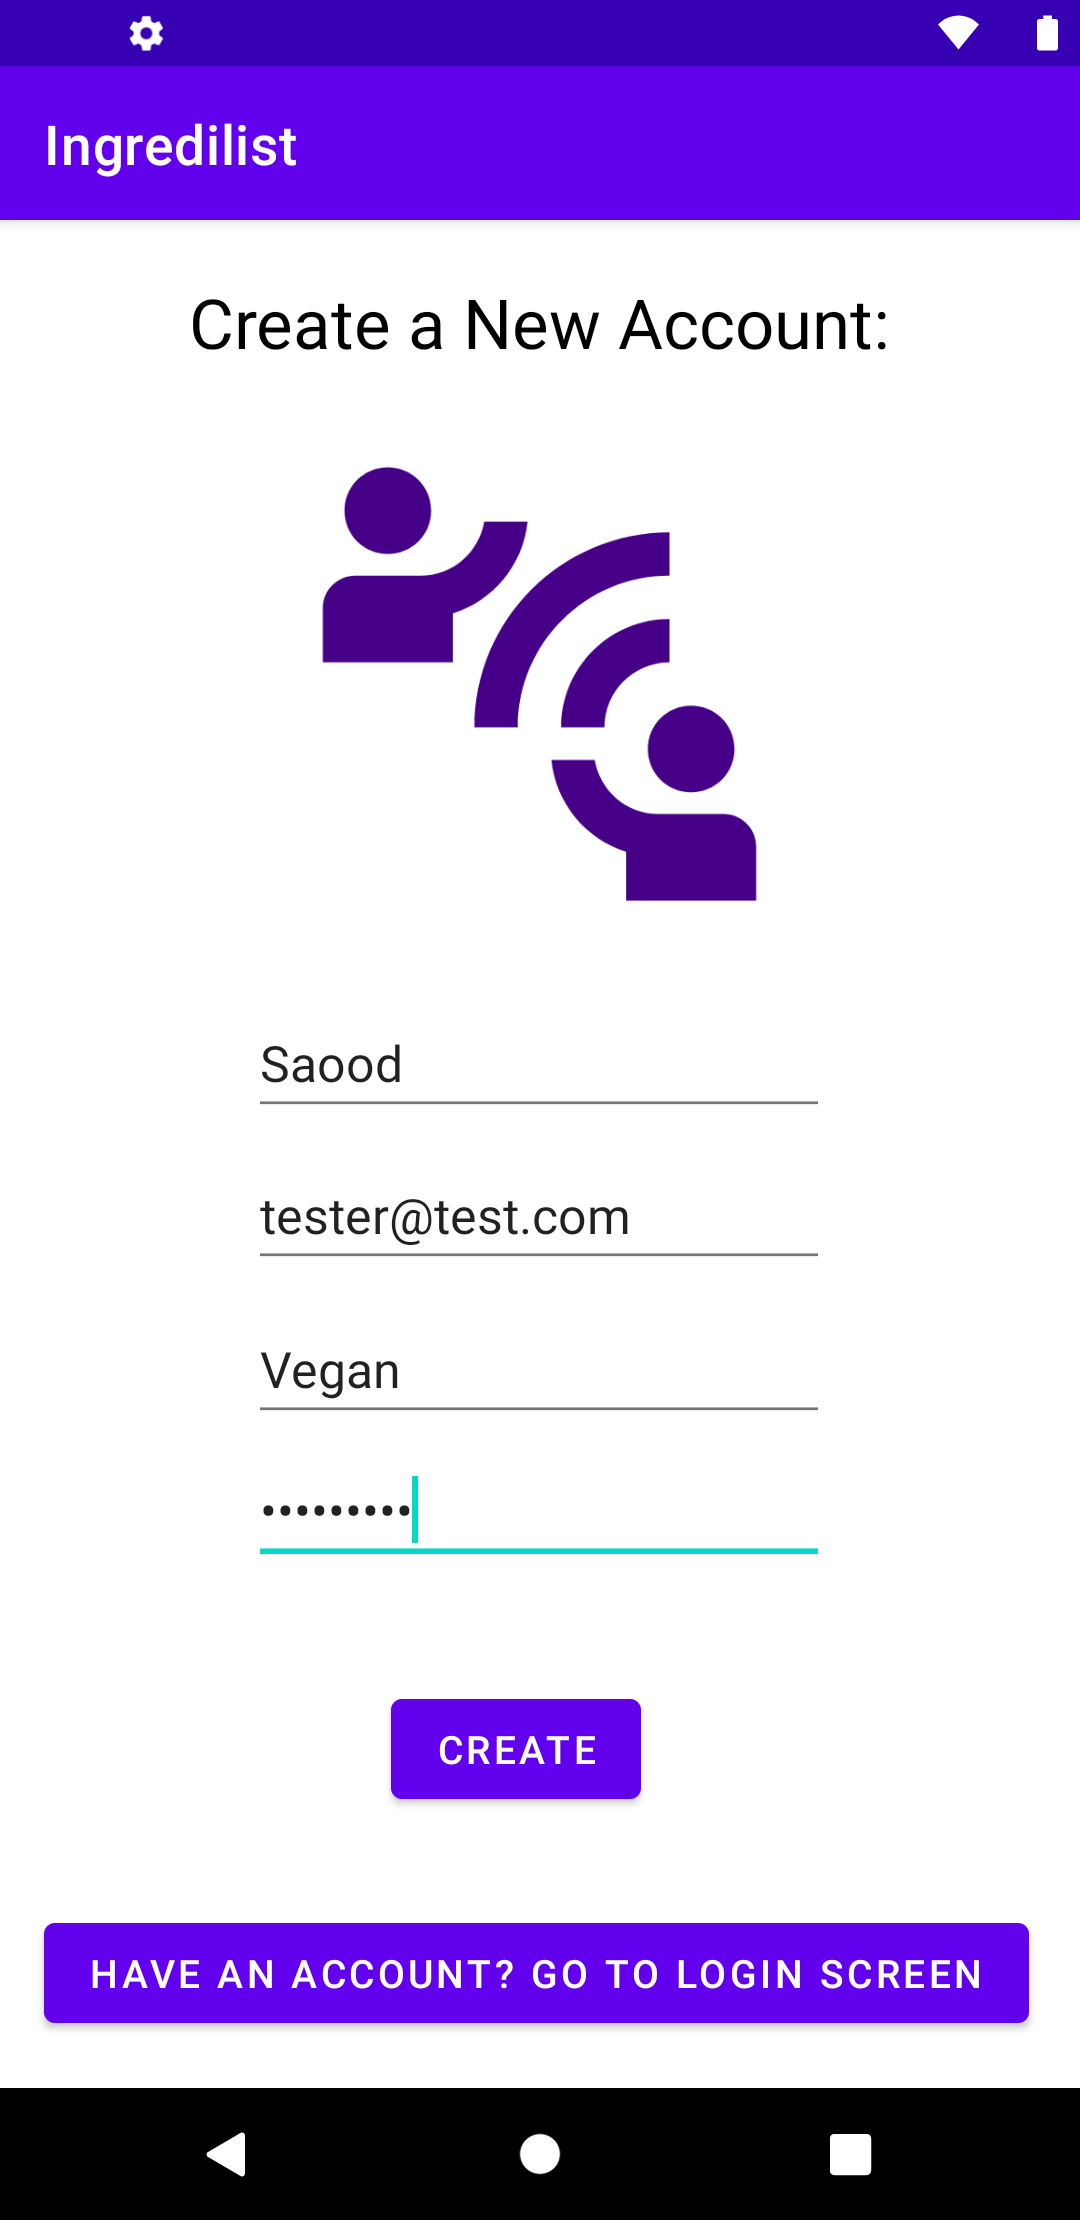 Ingredilist
Create a New Account:
Saood
tester@test.com
Vegan
•••••••••
CREATE
HAVE AN ACCOUNT? GO TO LOGIN SCREEN